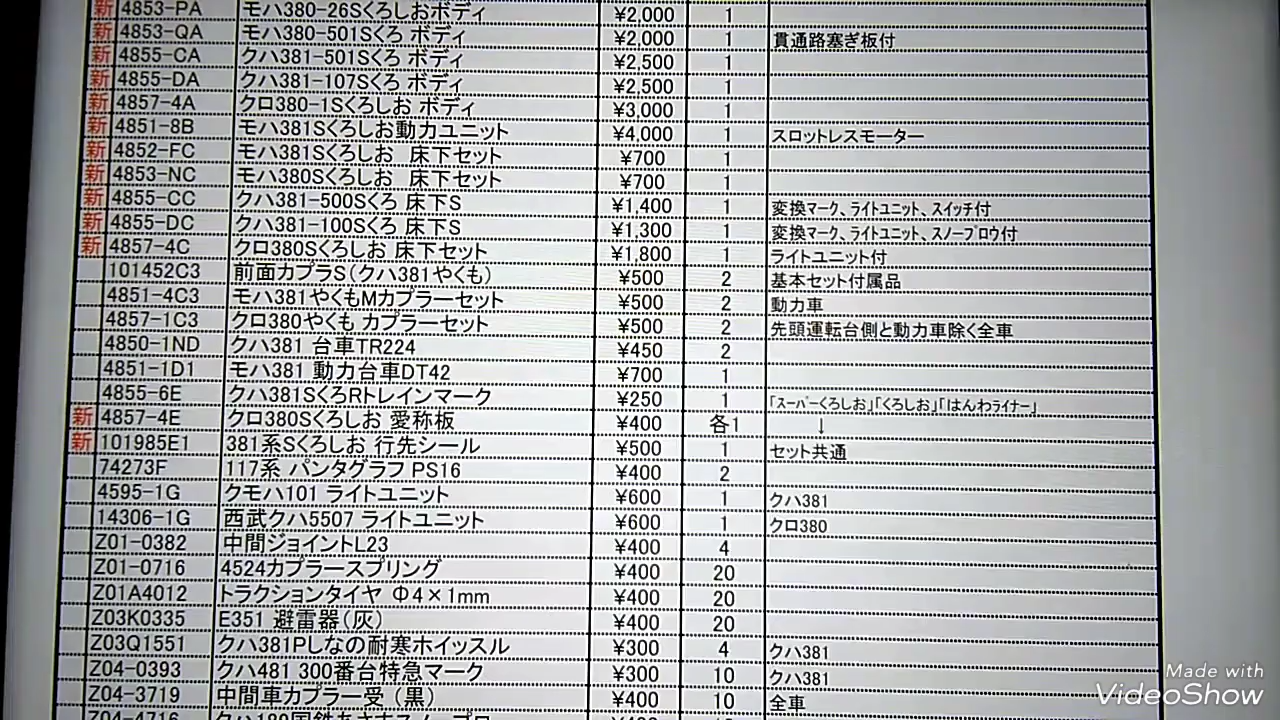 新 4853-PA モハ380-26Sくろしおボディ ¥2,000 1
新 4853-QA モハ380-501Sくろ ボディ ¥2,000 1 貫通路塞ぎ板付
新 4855-CA クハ381-501Sくろ ボディ ¥2,500 1
新 4855-DA クハ381-107Sくろ ボディ ¥2,500 1
新 4857-4A クロ380-1Sくろしお ボディ ¥3,000 1
新 4851-8B モハ381Sくろしお動力ユニット ¥4,000 1 スロットレスモーター
新 4852-FC モハ381Sくろしお 床下セット ¥700 1
新 4853-NC モハ380Sくろしお 床下セット ¥700 1
新 4855-CC クハ381-500Sくろ 床下S ¥1,400 1 変換マーク、ライトユニット、スイッチ付
新 4855-DC クハ381-100Sくろ 床下S ¥1,300 1 変換マーク、ライトユニット、スノープロウ付
新 4857-4C クロ380Sくろしお 床下セット ¥1,800 1 ライトユニット付
101452C3 前面カプラS(クハ381やくも) ¥500 2 基本セット付属品
4851-4C3 モハ381やくもMカプラーセット ¥500 2 動力車
4857-1C3 クロ380やくも カプラーセット ¥500 2 先頭運転台側と動力車除く全車
4850-1ND クハ381 台車TR224 ¥450 2
4851-1D1 モハ381 動力台車DT42 ¥700 1
4855-6E クハ381SくろRトレインマーク ¥250 1 「スーパーくろしお」「くろしお」「はんわライナー」
新 4857-4E クロ380Sくろしお 愛称板 ¥400 各1 ↓
新 101985E1 381系Sくろしお 行先シール ¥500 1 セット共通
74273F 117系 パンタグラフ PS16 ¥400 2
4595-1G クモハ101 ライトユニット ¥600 1 クハ381
14306-1G 西武クハ5507 ライトユニット ¥600 1 クロ380
Z01-0382 中間ジョイントL23 ¥400 4
Z01-0716 4524カプラースプリング ¥400 20
Z01A4012 トラクションタイヤ Φ4×1mm ¥400 20
Z03K0335 E351 避雷器(灰) ¥400 20
Z03Q1551 クハ381Pしなの耐寒ホイッスル ¥300 4 クハ381
Z04-0393 クハ481 300番台特急マーク ¥300 10 クハ381
Z04-3719 中間車カプラー受 (黒) ¥400 10 全車
Made with
VideoShow